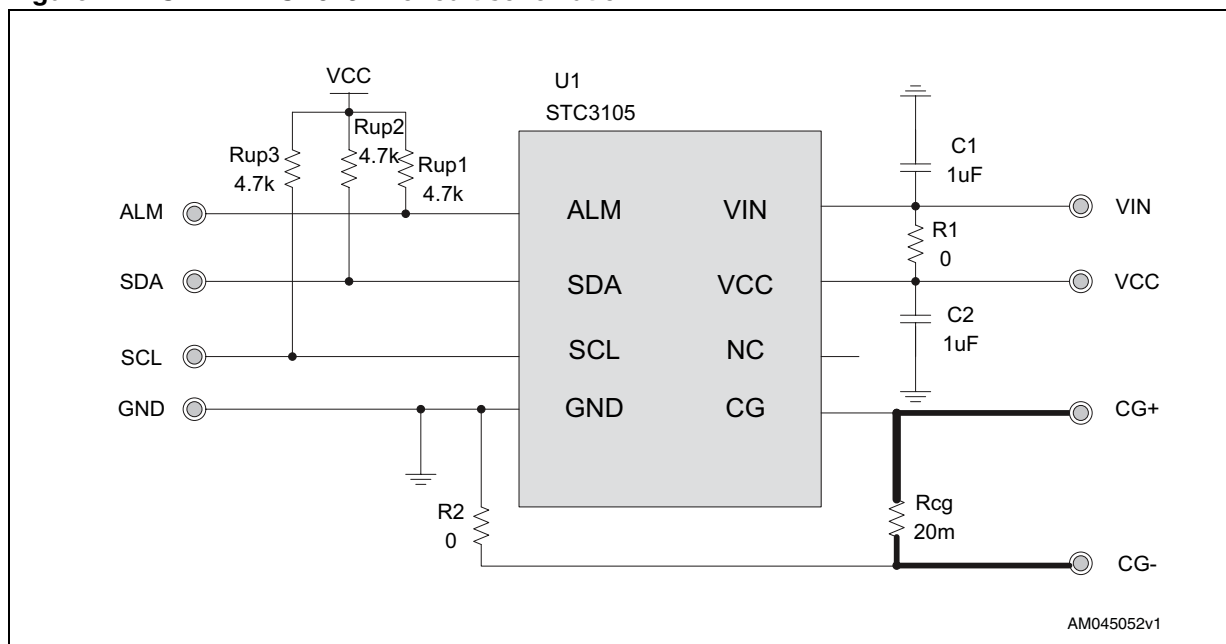 VCC
U1
STC3105
Rup3
4.7k
Rup2
4.7k
Rup1
4.7k
C1
1uF
ALM
ALM
VIN
VIN
R1
0
SDA
SDA
VCC
VCC
C2
1uF
SCL
SCL
NC
GND
GND
CG
CG+
R2
0
Rcg
20m
CG-
AM045052v1